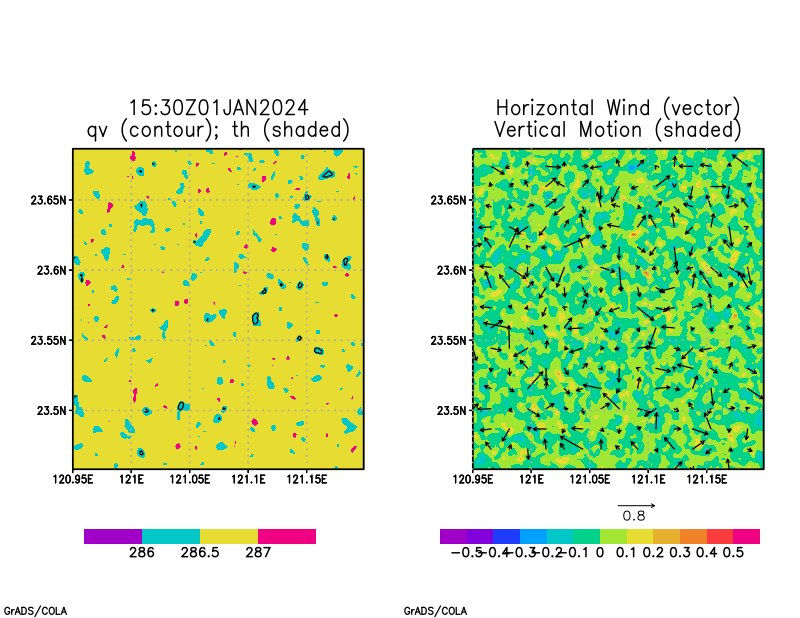 15:30Z01JAN2024
qv (contour); th (shaded)
23.65N
23.6N
23.55N
23.5N
120.95E 121E 121.05E 121.1E 121.15E
286 286.5 287
Horizontal Wind (vector)
Vertical Motion (shaded)
23.65N
23.6N
23.55N
23.5N
120.95E 121E 121.05E 121.1E 121.15E
0.8
-0.5 -0.4 -0.3 -0.2 -0.1 0 0.1 0.2 0.3 0.4 0.5
GrADS/COLA
GrADS/COLA